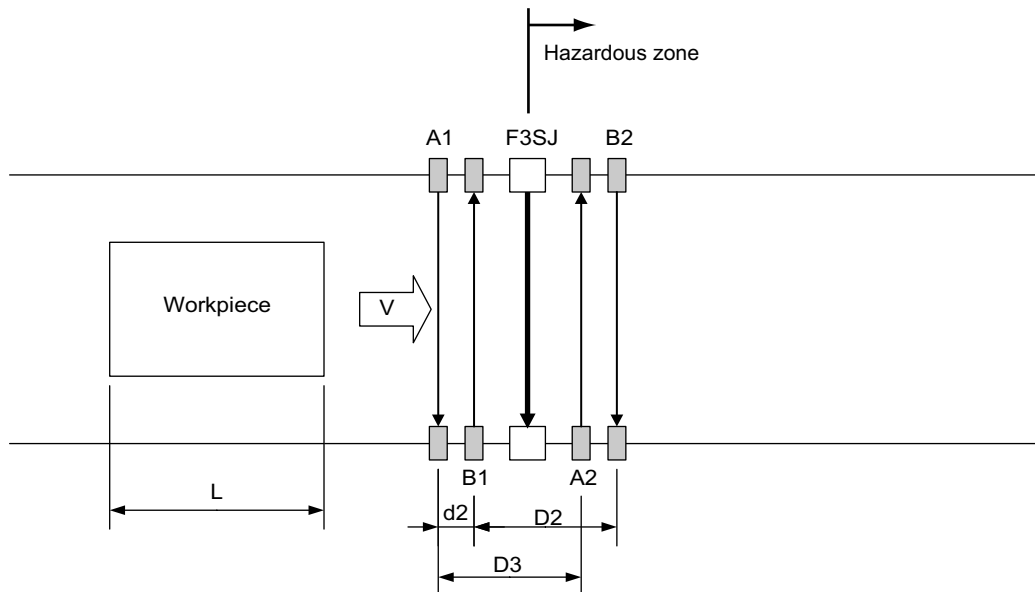 Hazardous zone
A1
F3SJ
B2
Workpiece
V
B1
A2
L
d2
D2
D3